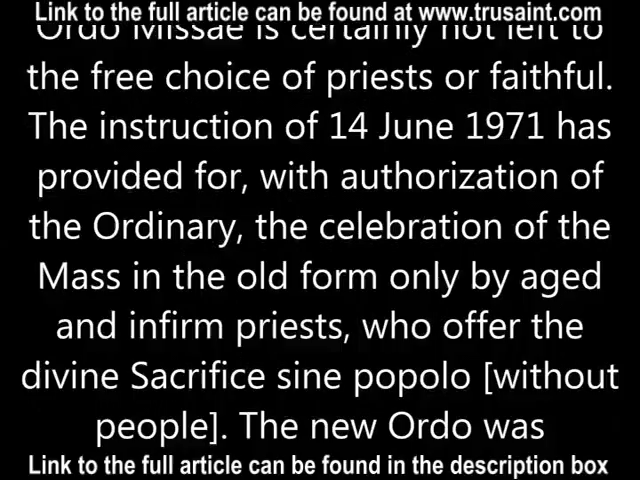 Link to the full article can be found at www.trusaint.com
Ordo Missae is certainly not left to
the free choice of priests or faithful.
The instruction of 14 June 1971 has
provided for, with authorization of
the Ordinary, the celebration of the
Mass in the old form only by aged
and infirm priests, who offer the
divine Sacrifice sine popolo [without
people]. The new Ordo was
Link to the full article can be found in the description box